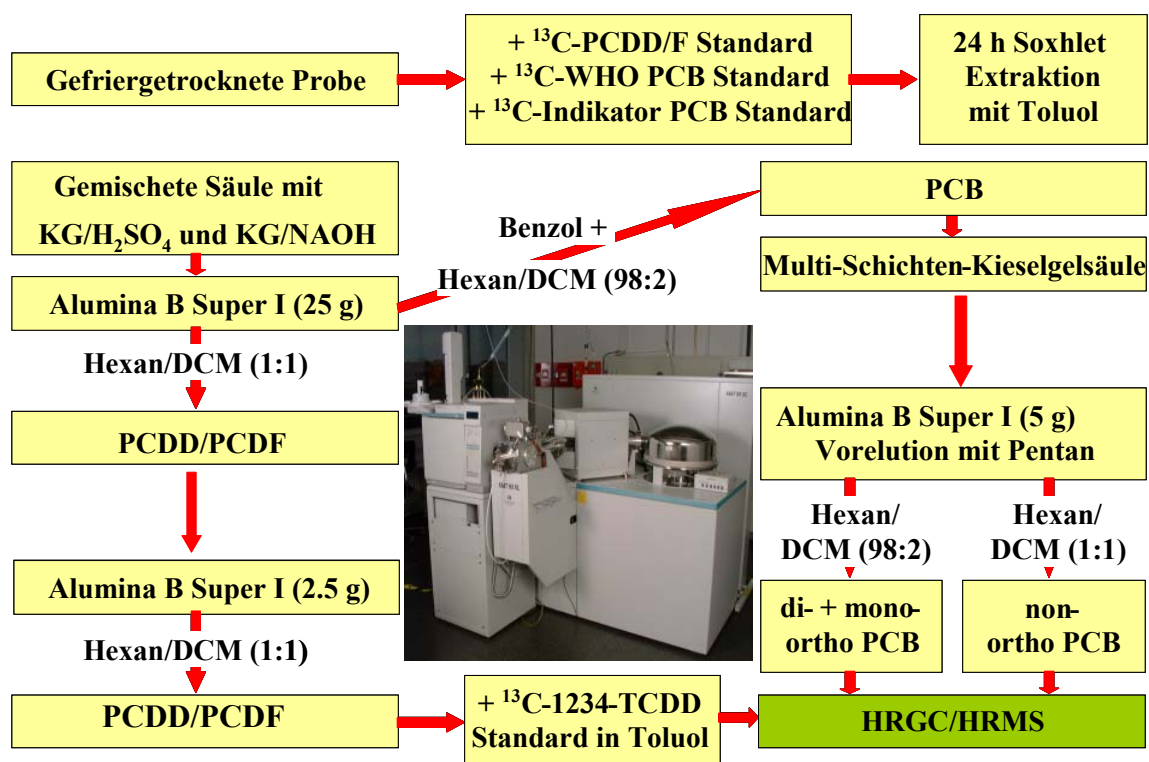 Gefriergetrocknete Probe
+ ¹³C-PCDD/F Standard
+ ¹³C-WHO PCB Standard
+ ¹³C-Indikator PCB Standard
24 h Soxhlet
Extraktion
mit Toluol
Gemischete Säule mit
KG/H₂SO₄ und KG/NAOH
Alumina B Super I (25 g)
Hexan/DCM (1:1)
PCDD/PCDF
Alumina B Super I (2.5 g)
Hexan/DCM (1:1)
PCDD/PCDF
+ ¹³C-1234-TCDD
Standard in Toluol
Benzol +
Hexan/DCM (98:2)
PCB
Multi-Schichten-Kieselgelsäule
Alumina B Super I (5 g)
Vorelution mit Pentan
Hexan/
DCM (98:2)
Hexan/
DCM (1:1)
di- + mono-
ortho PCB
non-
ortho PCB
HRGC/HRMS